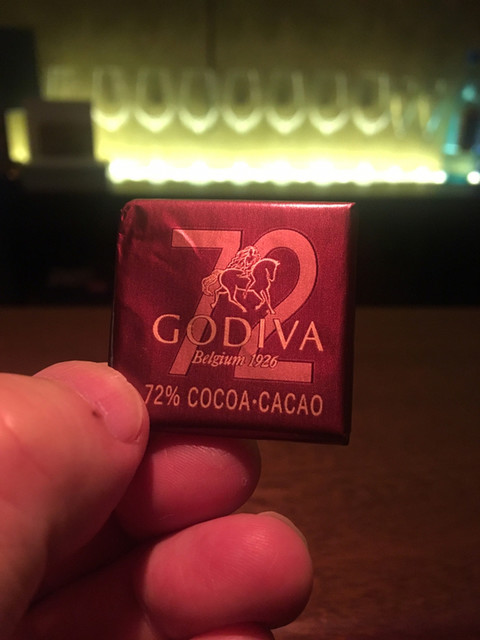 72
GODIVA
Belgium 1926
72% COCOA·CACAO